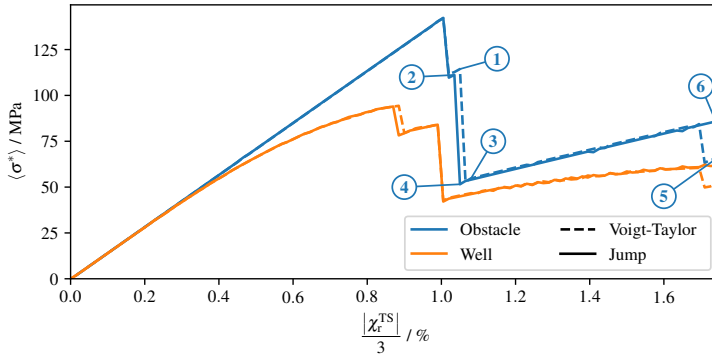 125
100
75
50
25
0
⟨σ*⟩ / MPa
1
2
3
4
5
6
Obstacle
Well
Voigt-Taylor
Jump
0.0 0.2 0.4 0.6 0.8 1.0 1.2 1.4 1.6
|χ_r^TS|
3 / %